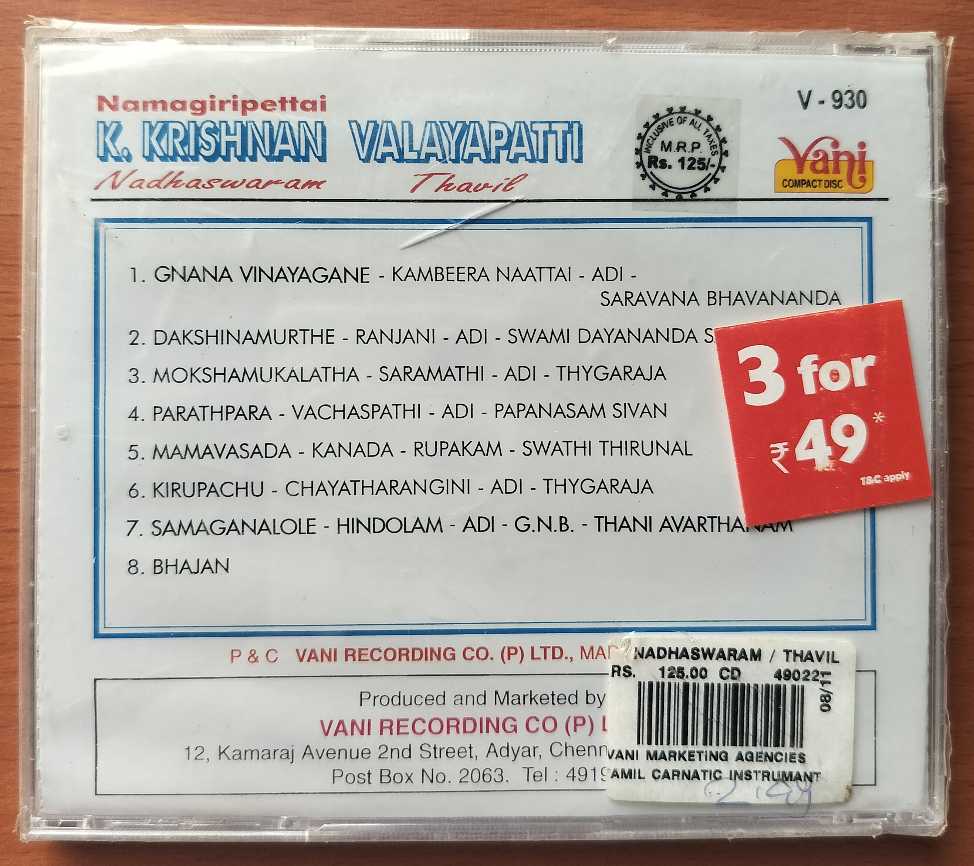 Namagiripettai
K. KRISHNAN VALAYAPATTI
Nadhaswaram Thavil
INCLUSIVE OF ALL TAXES
M.R.P.
Rs. 125/-
V - 930
Vani
COMPACT DISC
1. GNANA VINAYAGANE - KAMBEERA NAATTAI - ADI -
SARAVANA BHAVANANDA
2. DAKSHINAMURTHE - RANJANI - ADI - SWAMI DAYANANDA S
3. MOKSHAMUKALATHA - SARAMATHI - ADI - THYGARAJA
4. PARATHPARA - VACHASPATHI - ADI - PAPANASAM SIVAN
5. MAMAVASADA - KANADA - RUPAKAM - SWATHI THIRUNAL
6. KIRUPACHU - CHAYATHARANGINI - ADI - THYGARAJA
7. SAMAGANALOLE - HINDOLAM - ADI - G.N.B. - THANI AVARTHANAM
8. BHAJAN
3 for
₹49*
T&C apply
P & C VANI RECORDING CO. (P) LTD., MA
Produced and Marketed by
VANI RECORDING CO (P) L
12, Kamaraj Avenue 2nd Street, Adyar, Chenn
Post Box No. 2063. Tel : 4919
NADHASWARAM / THAVIL
RS. 125.00 CD 490221
08/11
VANI MARKETING AGENCIES
TAMIL CARNATIC INSTRUMANT